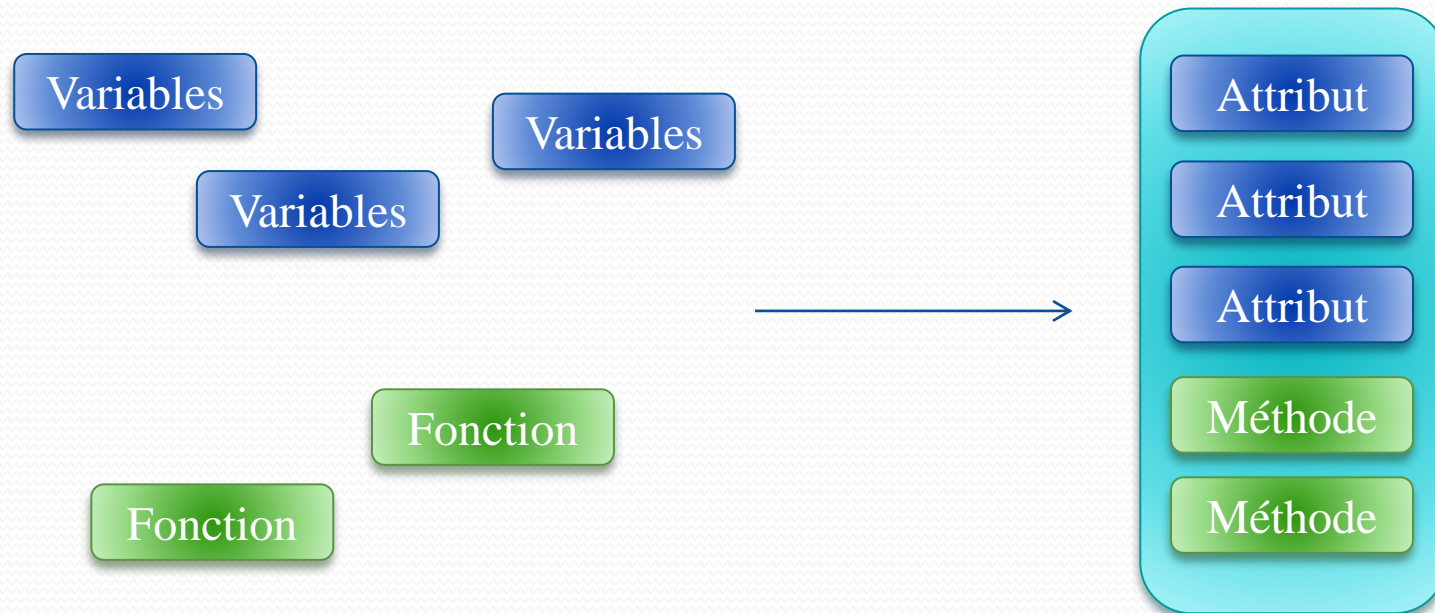 Variables
Variables
Variables
Fonction
Fonction
Attribut
Attribut
Attribut
Méthode
Méthode